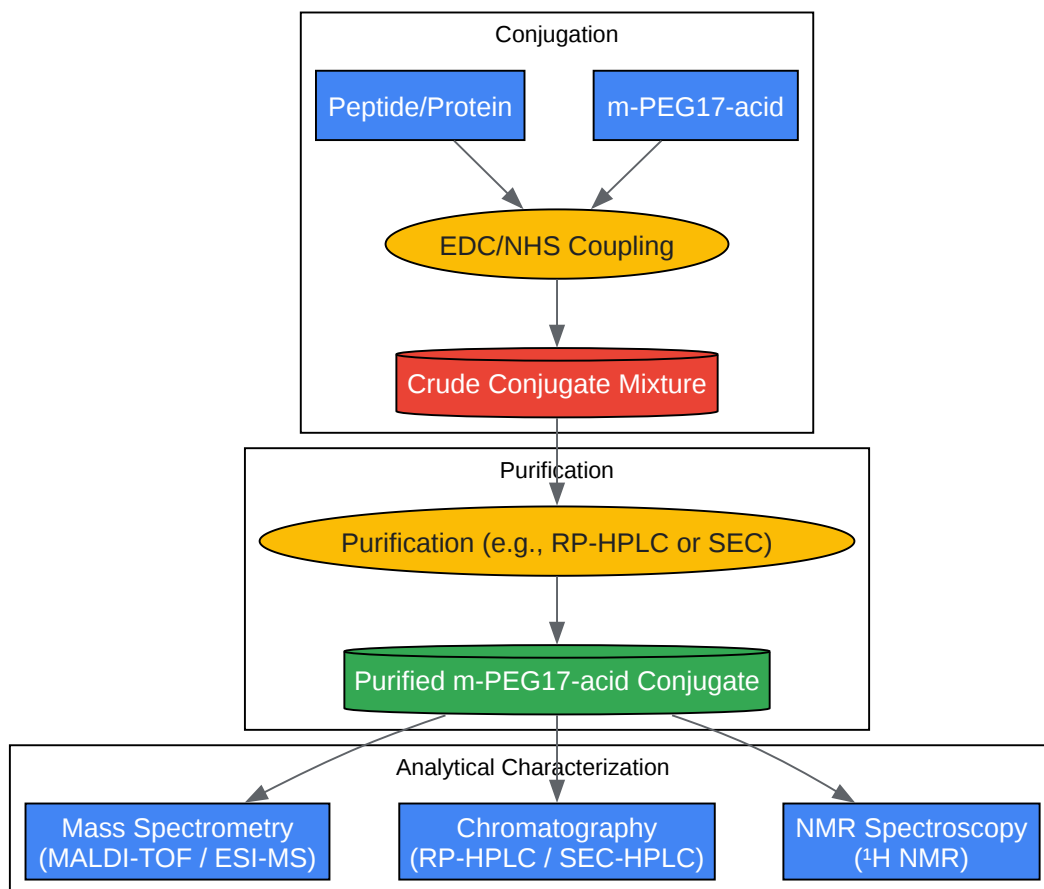 Conjugation
Peptide/Protein
m-PEG17-acid
EDC/NHS Coupling
Crude Conjugate Mixture
Purification
Purification (e.g., RP-HPLC or SEC)
Purified m-PEG17-acid Conjugate
Analytical Characterization
Mass Spectrometry
(MALDI-TOF / ESI-MS)
Chromatography
(RP-HPLC / SEC-HPLC)
NMR Spectroscopy
(¹H NMR)